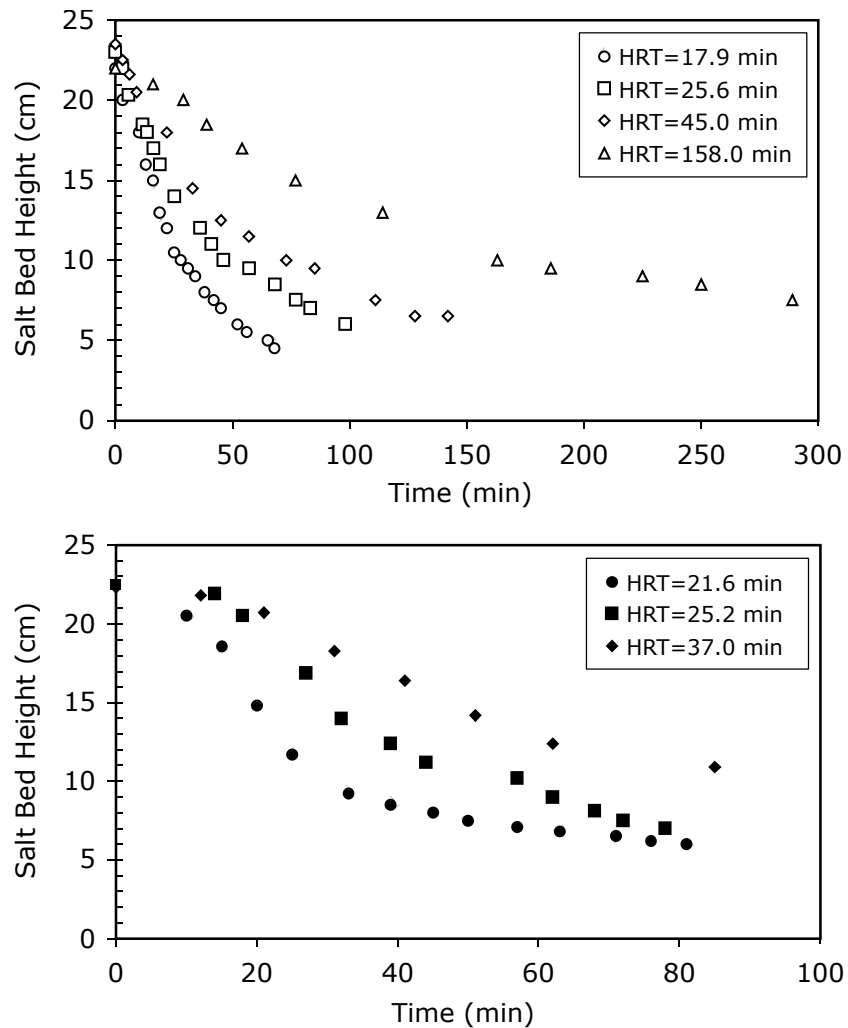 25
20
15
10
5
0
Salt Bed Height (cm)
HRT=17.9 min
HRT=25.6 min
HRT=45.0 min
HRT=158.0 min
0 50 100 150 200 250 300
Time (min)
25
20
15
10
5
0
Salt Bed Height (cm)
HRT=21.6 min
HRT=25.2 min
HRT=37.0 min
0 20 40 60 80 100
Time (min)